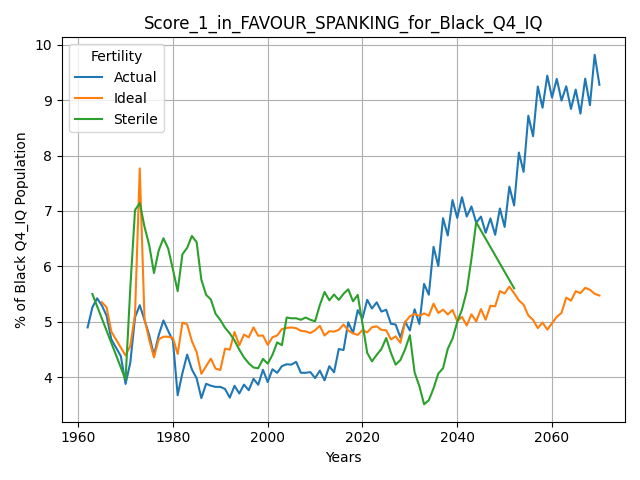 Score_1_in_FAVOUR_SPANKING_for_Black_Q4_IQ
% of Black Q4_IQ Population
10
9
8
7
6
5
4
Fertility
Actual
Ideal
Sterile
1960 1980 2000 2020 2040 2060
Years